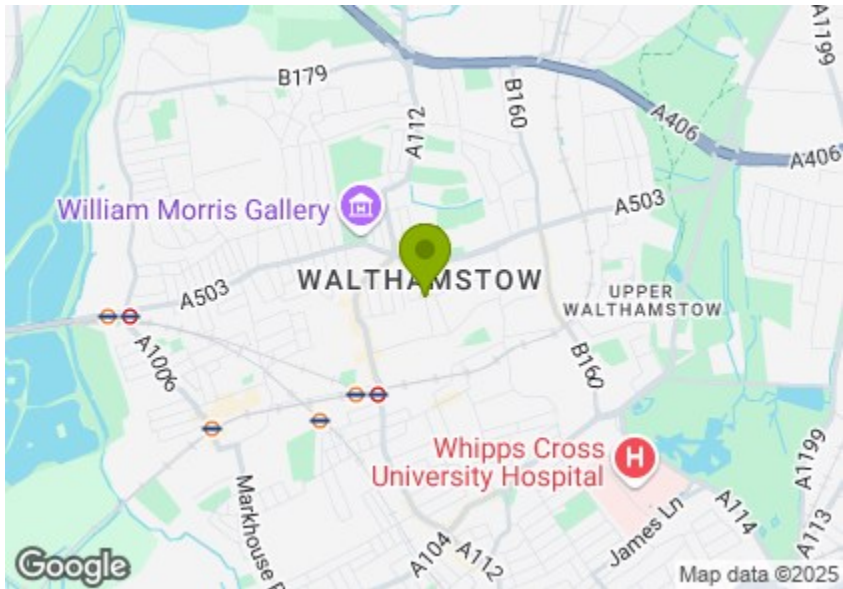 A1199
B179
B160
A112
A406
A406
A503
William Morris Gallery
WALTHAMSTOW
A503
UPPER
WALTHAMSTOW
A1006
B160
Whipps Cross
University Hospital
H
A1199
Markhouse R
A104
A112
James Ln
A114
A113
Google
Map data ©2025